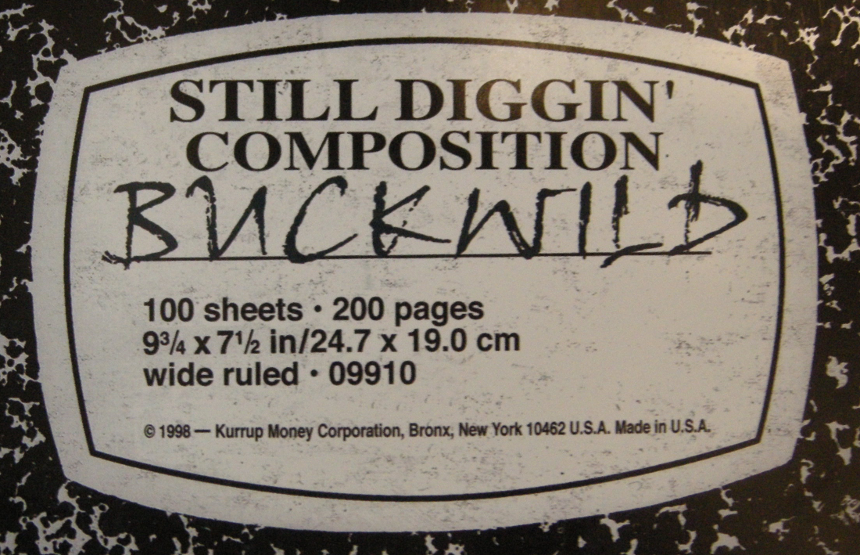 STILL DIGGIN'
COMPOSITION
BUCKWILD
100 sheets • 200 pages
9³/₄ x 7¹/₂ in/24.7 x 19.0 cm
wide ruled • 09910
© 1998 — Kurrup Money Corporation, Bronx, New York 10462 U.S.A. Made in U.S.A.